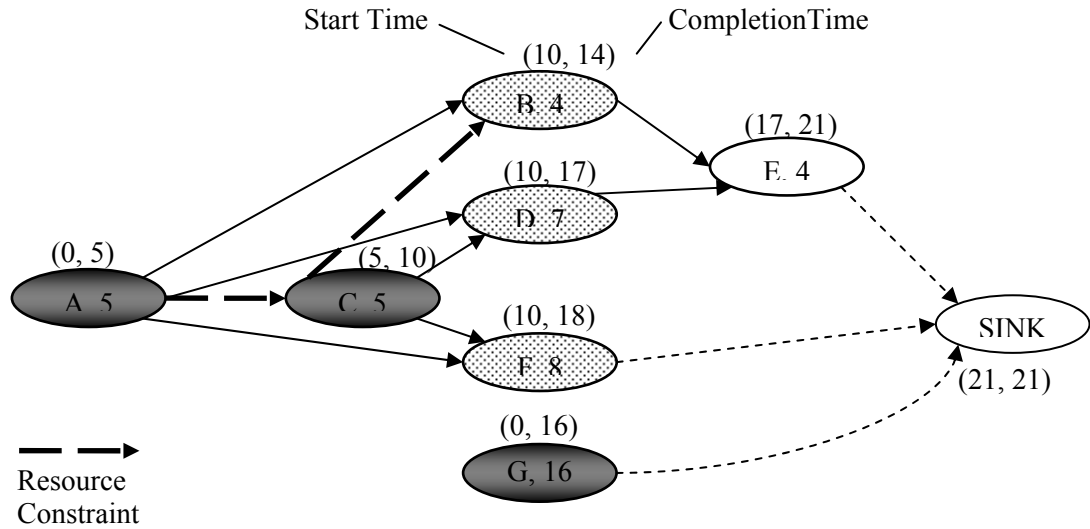 Start Time
CompletionTime
(10, 14)
B, 4
(17, 21)
E, 4
(10, 17)
D, 7
(0, 5)
A, 5
(5, 10)
C, 5
(10, 18)
F, 8
SINK
(21, 21)
(0, 16)
G, 16
Resource
Constraint